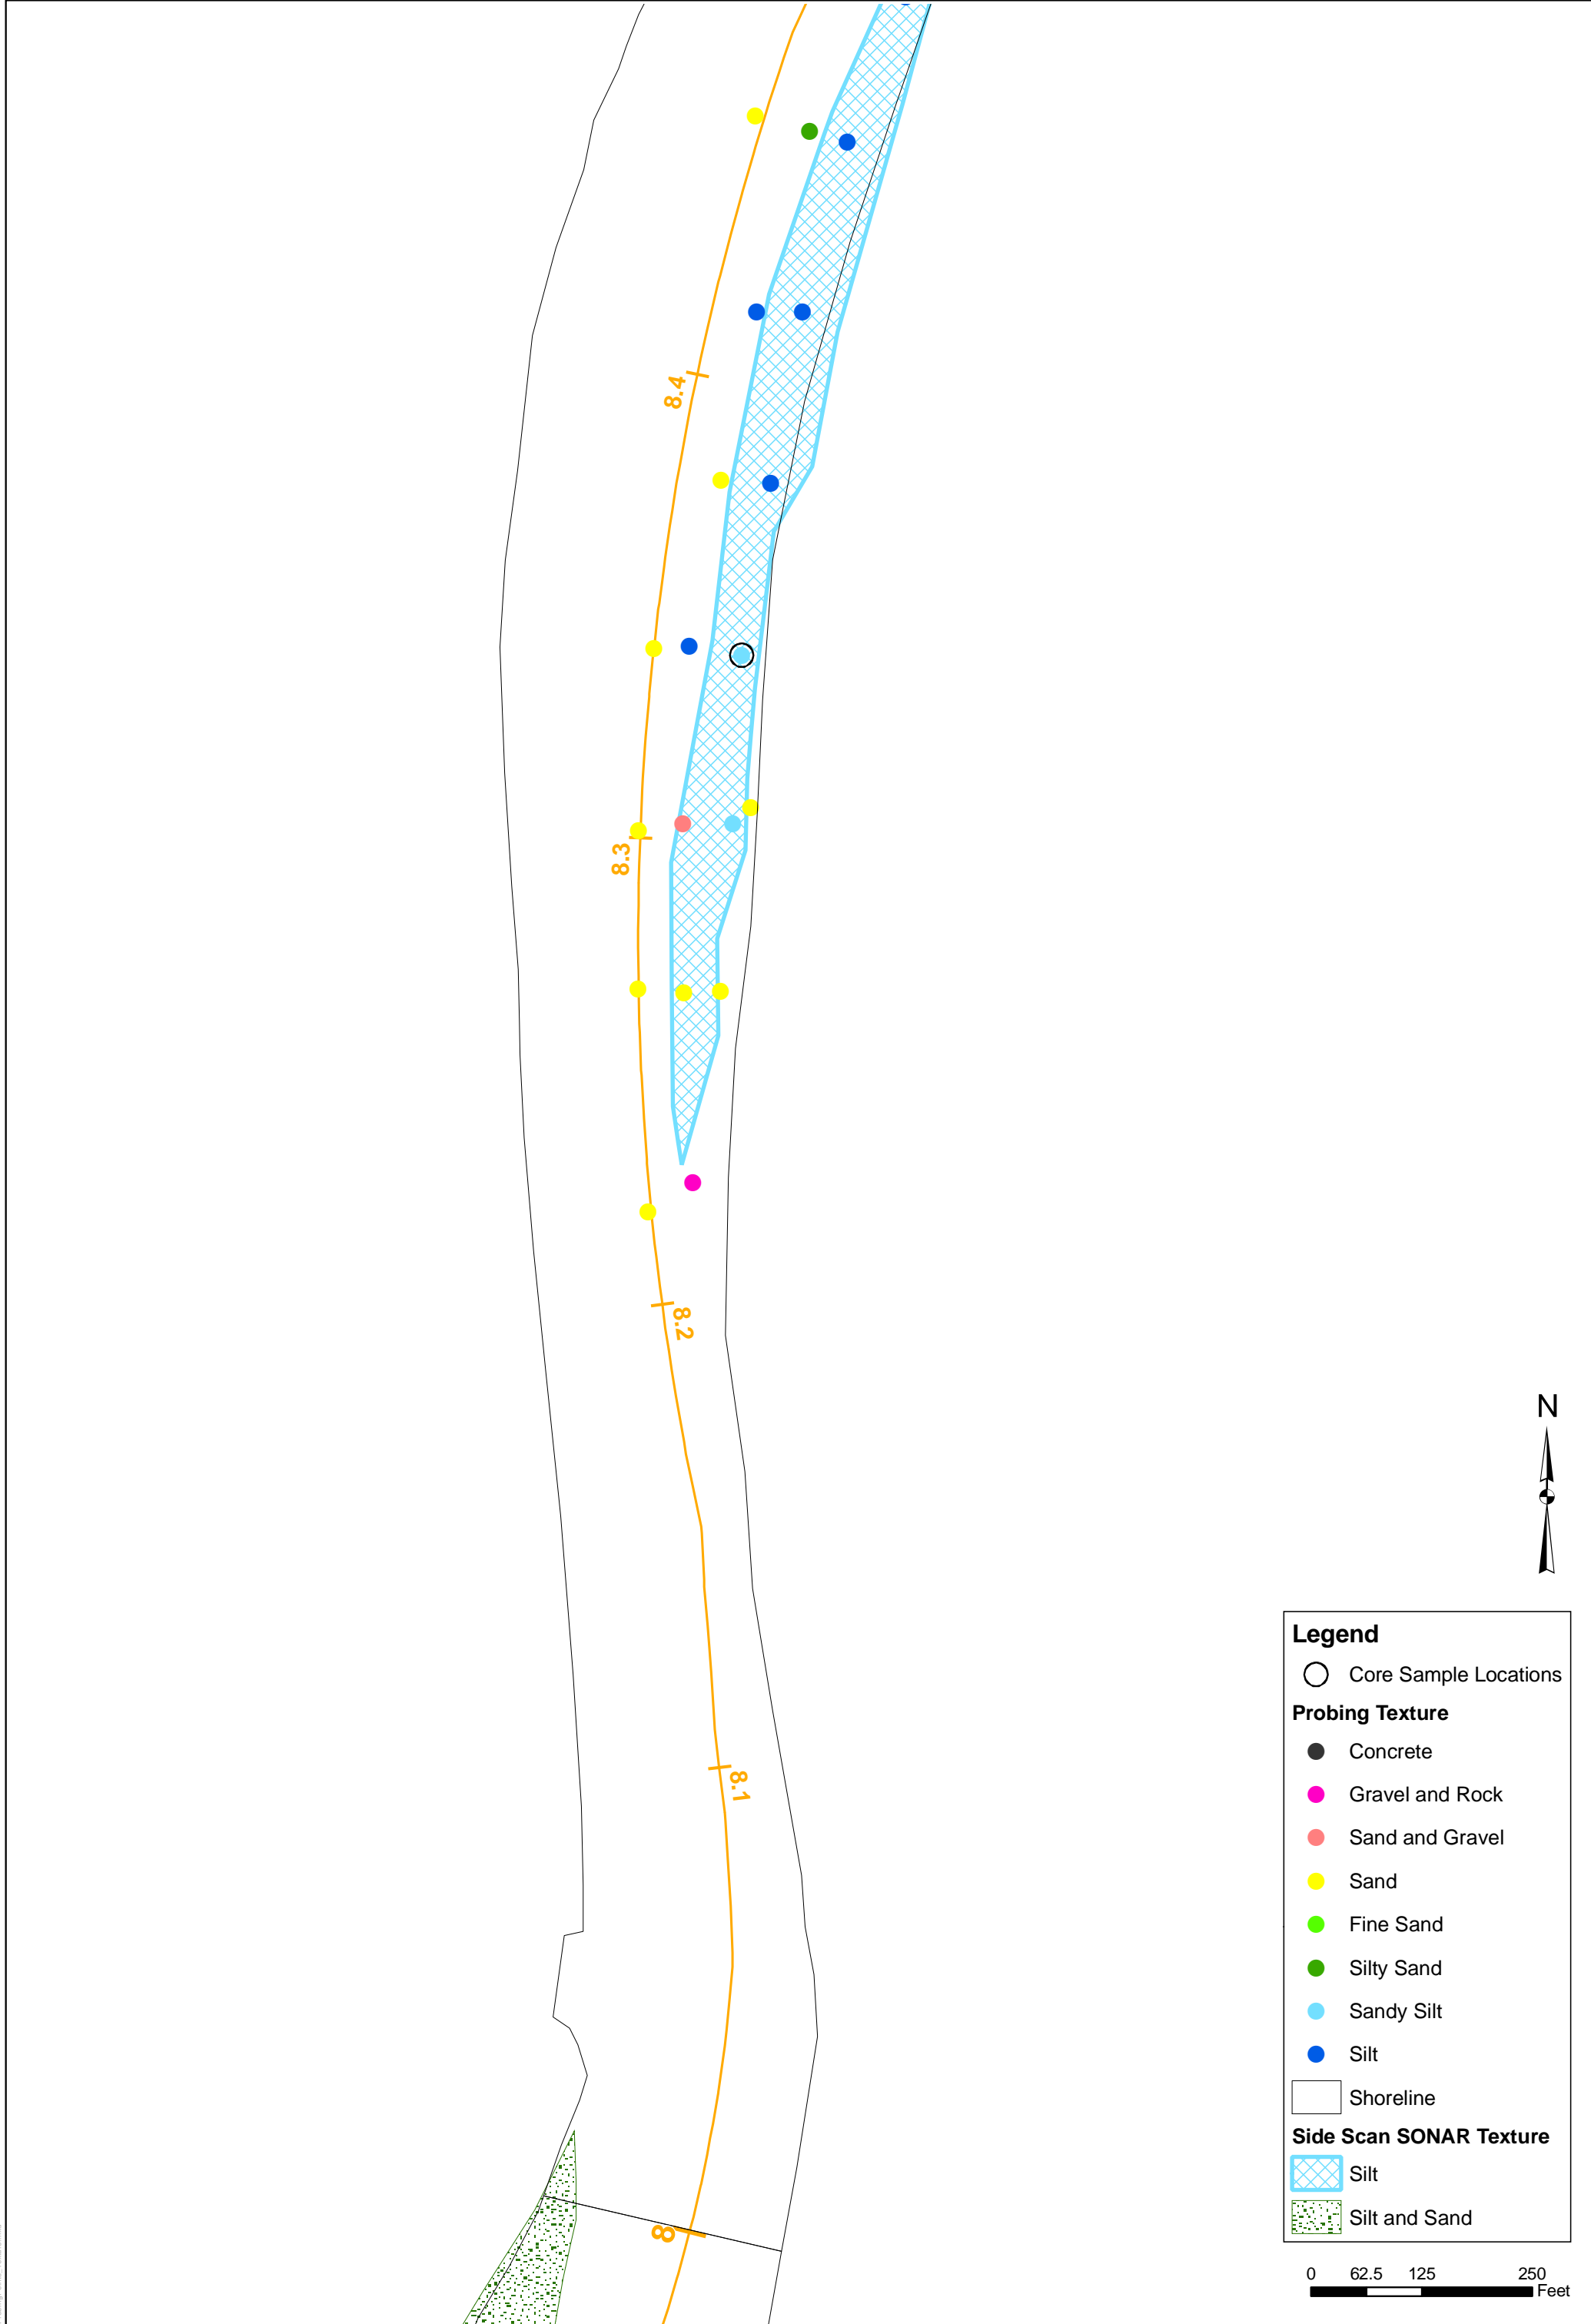 8.4
8.3
8.2
8.1
8
N
Legend
Core Sample Locations
Probing Texture
Concrete
Gravel and Rock
Sand and Gravel
Sand
Fine Sand
Silty Sand
Sandy Silt
Silt
Shoreline
Side Scan SONAR Texture
Silt
Silt and Sand
0 62.5 125 250
Feet